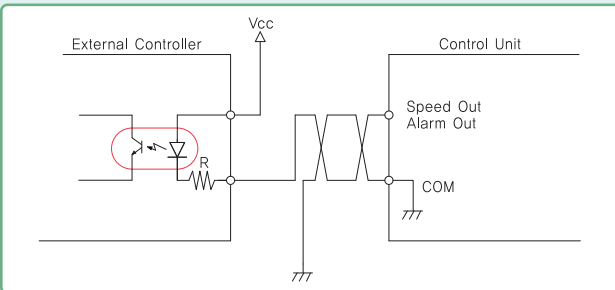 Vcc
External Controller
Control Unit
Speed Out
Alarm Out
R
COM